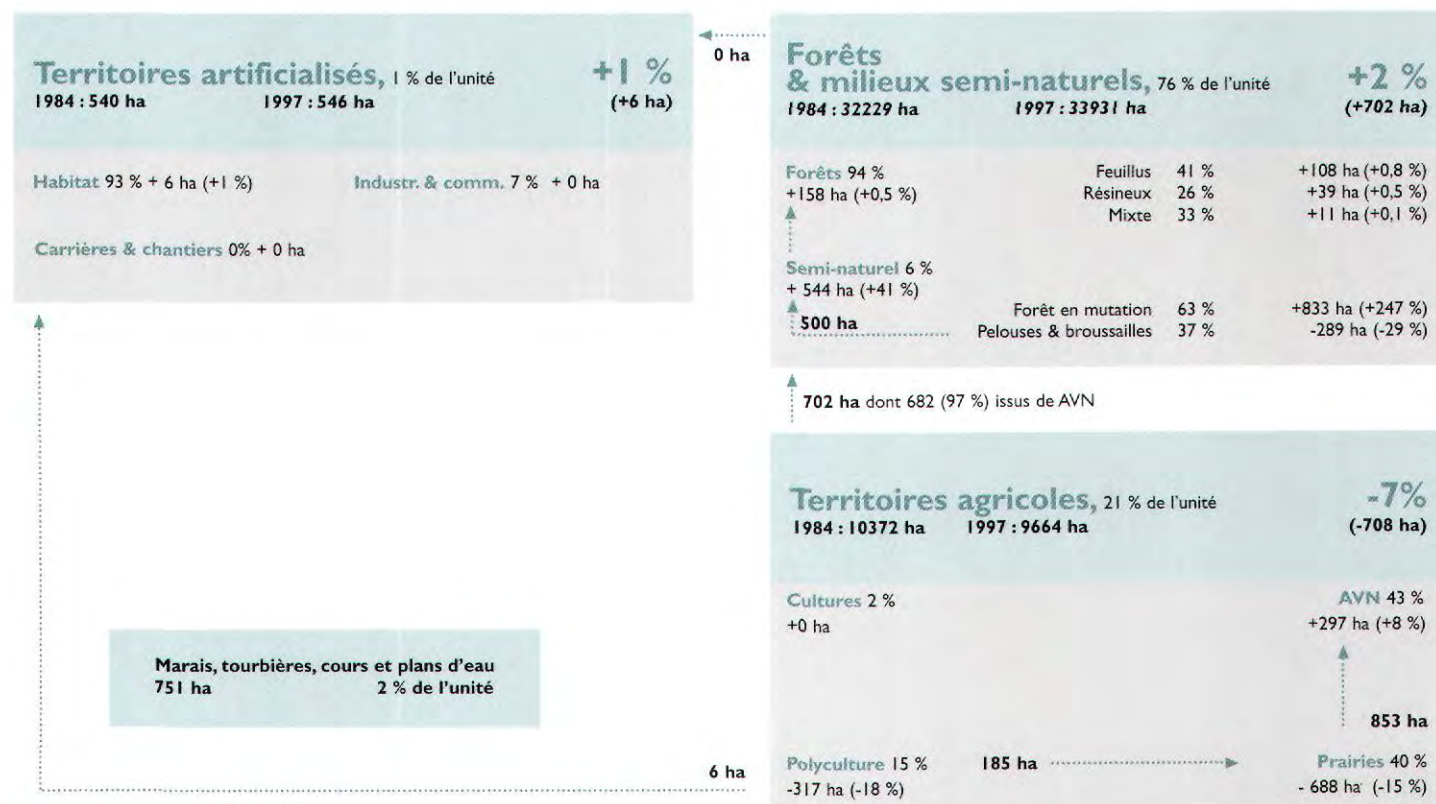 Territoires artificialisés, 1 % de l'unité +1 %
1984 : 540 ha 1997 : 546 ha (+6 ha)
Habitat 93 % + 6 ha (+1 %) Industr. & comm. 7 % + 0 ha
Carrières & chantiers 0% + 0 ha
0 ha
Forêts
& milieux semi-naturels, 76 % de l'unité +2 %
1984 : 32229 ha 1997 : 33931 ha (+702 ha)
Forêts 94 % Feuillus 41 % +108 ha (+0,8 %)
+158 ha (+0,5 %) Résineux 26 % +39 ha (+0,5 %)
Mixte 33 % +11 ha (+0,1 %)
Semi-naturel 6 %
+ 544 ha (+41 %)
Forêt en mutation 63 % +833 ha (+247 %)
500 ha Pelouses & broussailles 37 % -289 ha (-29 %)
702 ha dont 682 (97 %) issus de AVN
Territoires agricoles, 21 % de l'unité -7%
1984 : 10372 ha 1997 : 9664 ha (-708 ha)
Cultures 2 % AVN 43 %
+0 ha +297 ha (+8 %)
853 ha
Polyculture 15 % 185 ha Prairies 40 %
-317 ha (-18 %) - 688 ha (-15 %)
Marais, tourbières, cours et plans d'eau
751 ha 2 % de l'unité
6 ha